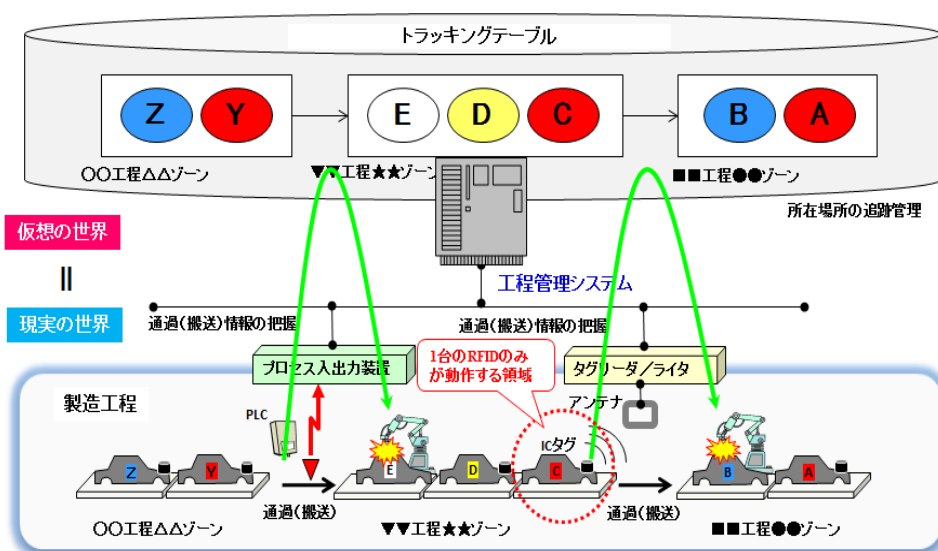 トラッキングテーブル
Z Y E D C B A
○○工程△△ゾーン
▼▼工程★★ゾーン
■■工程●●ゾーン
所在場所の追跡管理
仮想の世界
||
現実の世界
工程管理システム
通過(搬送)情報の把握
通過(搬送)情報の把握
プロセス入出力装置
1台のRFIDのみ
が動作する領域
タグリーダ/ライタ
製造工程
PLC
アンテナ
ICタグ
Z Y E D C B A
通過(搬送)
通過(搬送)
○○工程△△ゾーン
▼▼工程★★ゾーン
■■工程●●ゾーン